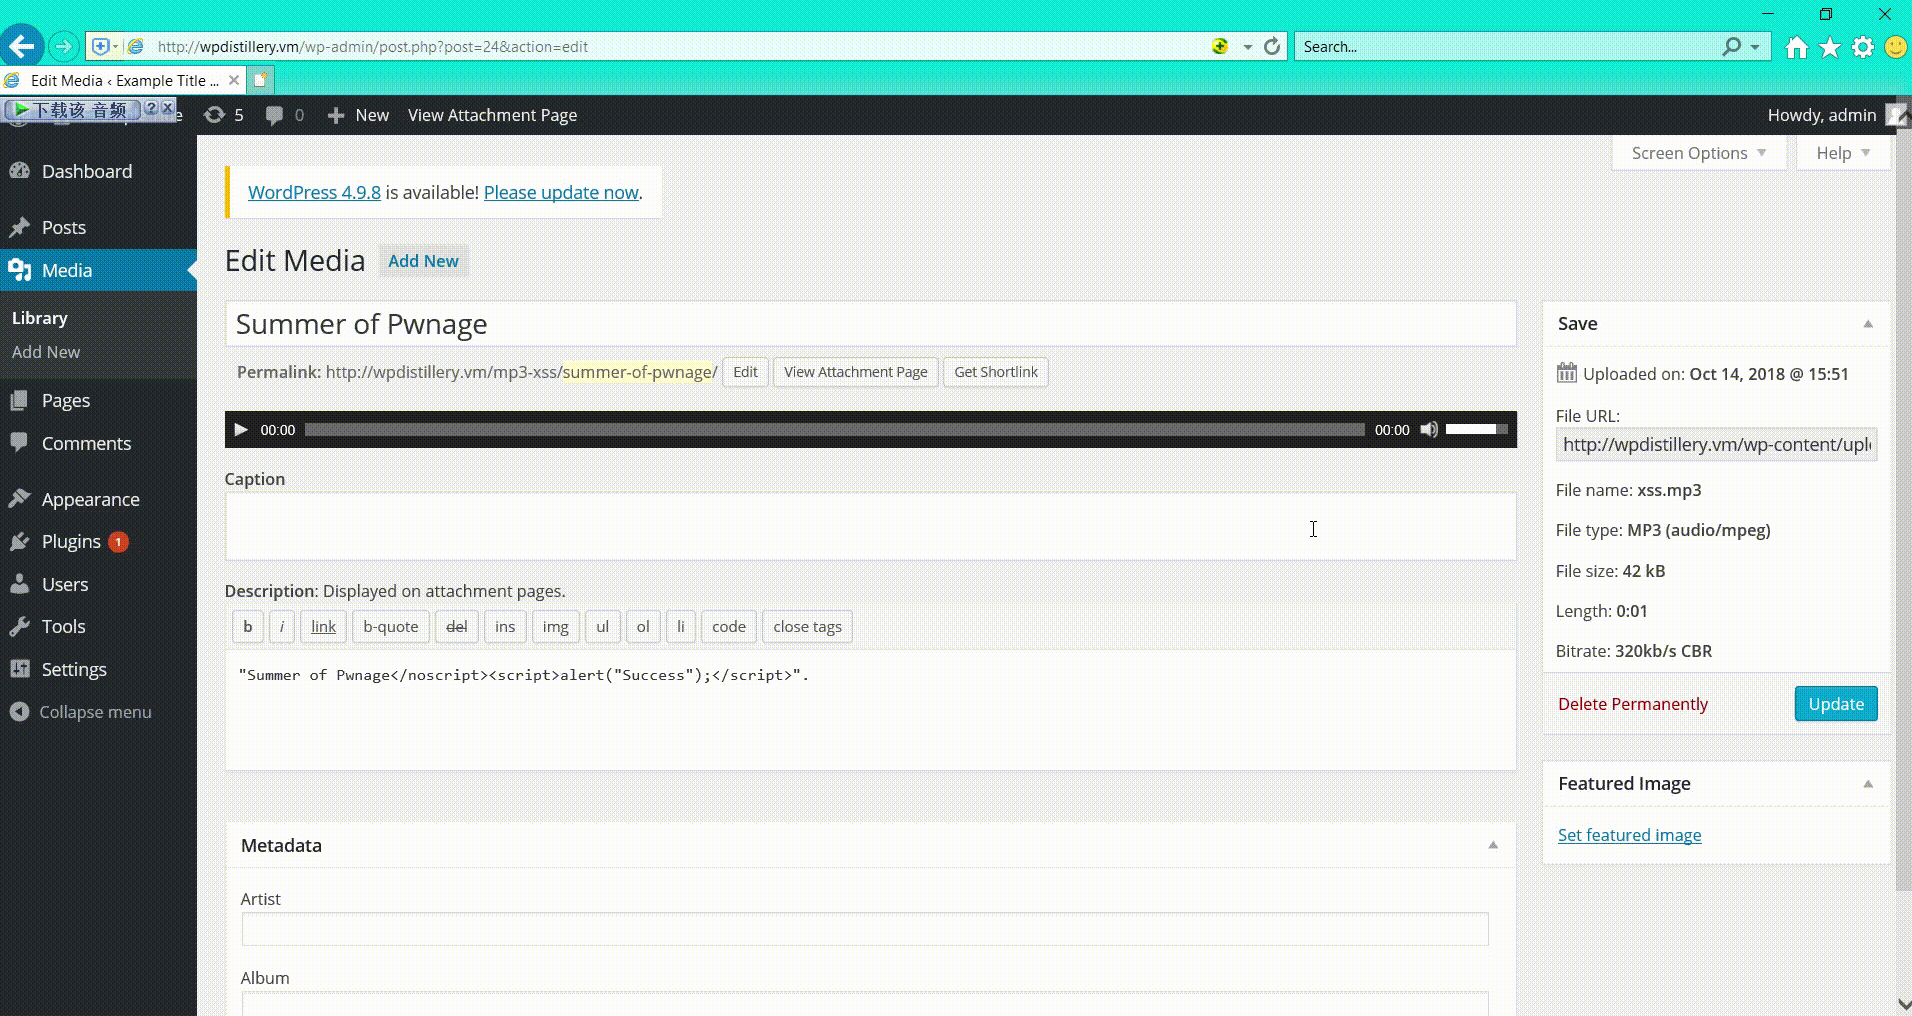 http://wpdistillery.vm/wp-admin/post.php?post=24&action=edit
Search...
Edit Media ‹ Example Title ...
下载该 音频
? X
5
0
New
View Attachment Page
Howdy, admin
Dashboard
Posts
Media
Library
Add New
Pages
Comments
Appearance
Plugins 1
Users
Tools
Settings
Collapse menu
Screen Options
Help
WordPress 4.9.8 is available! Please update now.
Edit Media
Add New
Summer of Pwnage
Permalink: http://wpdistillery.vm/mp3-xss/summer-of-pwnage/
Edit
View Attachment Page
Get Shortlink
00:00
00:00
Caption
Description: Displayed on attachment pages.
b
i
link
b-quote
del
ins
img
ul
ol
li
code
close tags
"Summer of Pwnage</noscript><script>alert("Success");</script>".
Metadata
Artist
Album
Save
Uploaded on: Oct 14, 2018 @ 15:51
File URL:
http://wpdistillery.vm/wp-content/uplo
File name: xss.mp3
File type: MP3 (audio/mpeg)
File size: 42 kB
Length: 0:01
Bitrate: 320kb/s CBR
Delete Permanently
Update
Featured Image
Set featured image